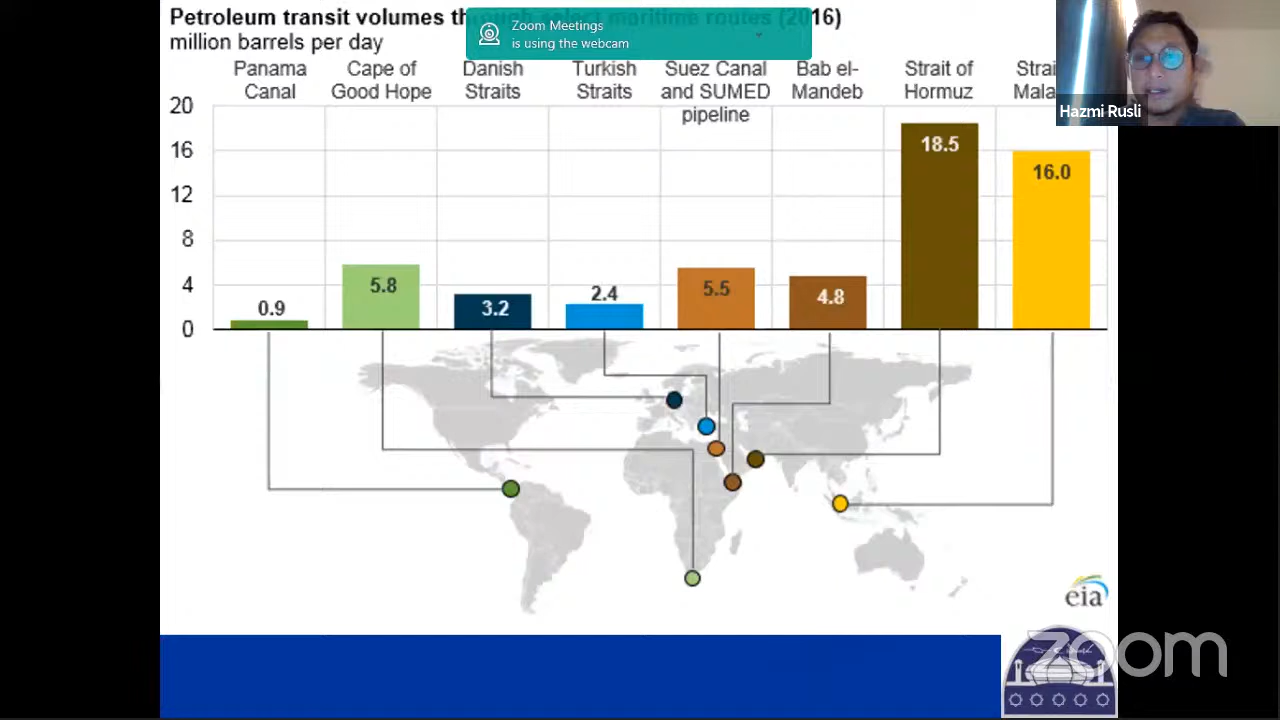 Petroleum transit volumes th select maritime routes (2016)
million barrels per day
Zoom Meetings
is using the webcam
Panama
Canal
Cape of
Good Hope
Danish
Straits
Turkish
Straits
Suez Canal
and SUMED
pipeline
Bab el-
Mandeb
Strait of
Hormuz
Strai
Mala
Hazmi Rusli
20
16
12
8
4
0
0.9
5.8
3.2
2.4
5.5
4.8
18.5
16.0
eia
zoom